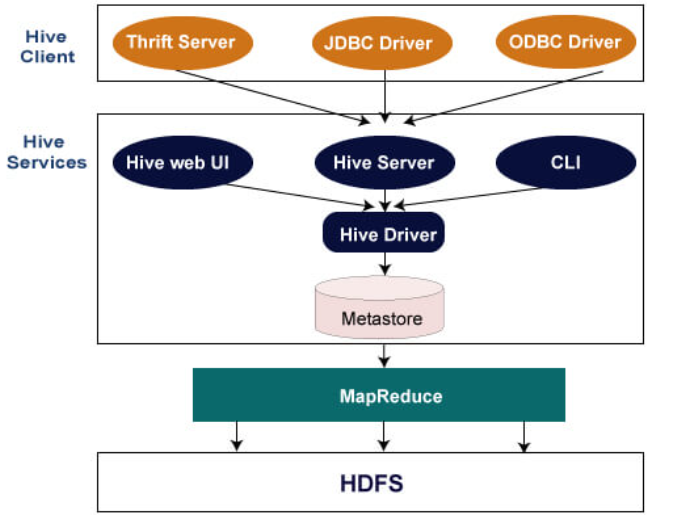 Hive
Client
Thrift Server
JDBC Driver
ODBC Driver
Hive
Services
Hive web UI
Hive Server
CLI
Hive Driver
Metastore
MapReduce
HDFS